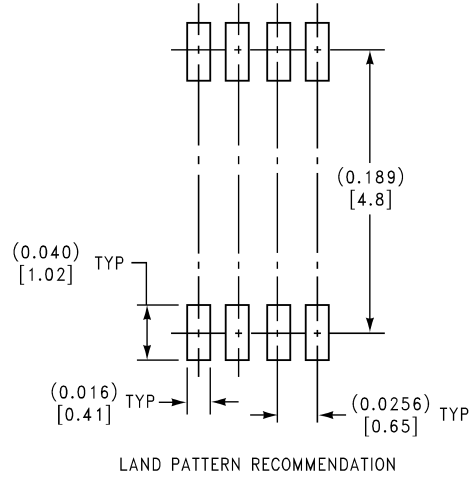 (0.189)
[4.8]
(0.040)
[1.02] TYP
(0.016)
[0.41] TYP
(0.0256)
[0.65] TYP
LAND PATTERN RECOMMENDATION